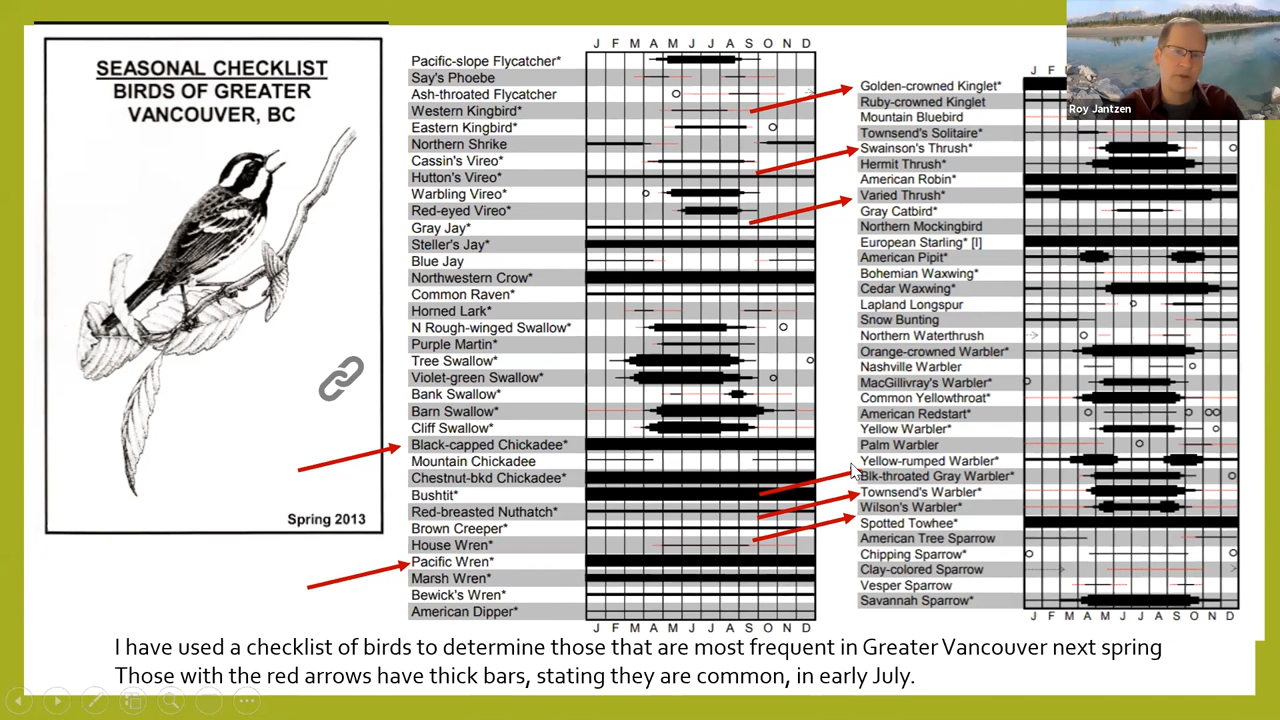 SEASONAL CHECKLIST
BIRDS OF GREATER
VANCOUVER, BC
Spring 2013
J F M A M J J A S O N D
Pacific-slope Flycatcher*
Say's Phoebe
Ash-throated Flycatcher
Western Kingbird*
Eastern Kingbird*
Northern Shrike
Cassin's Vireo*
Hutton's Vireo*
Warbling Vireo*
Red-eyed Vireo*
Gray Jay*
Steller's Jay*
Blue Jay
Northwestern Crow*
Common Raven*
Horned Lark*
N Rough-winged Swallow*
Purple Martin*
Tree Swallow*
Violet-green Swallow*
Bank Swallow*
Barn Swallow*
Cliff Swallow*
Black-capped Chickadee*
Mountain Chickadee
Chestnut-bkd Chickadee*
Bushtit*
Red-breasted Nuthatch*
Brown Creeper*
House Wren*
Pacific Wren*
Marsh Wren*
Bewick's Wren*
American Dipper*
J F M A M J J A S O N D
J F
Golden-crowned Kinglet*
Ruby-crowned Kinglet
Mountain Bluebird
Townsend's Solitaire*
Swainson's Thrush*
Hermit Thrush*
American Robin*
Varied Thrush*
Gray Catbird*
Northern Mockingbird
European Starling* [I]
American Pipit*
Bohemian Waxwing*
Cedar Waxwing*
Lapland Longspur
Snow Bunting
Northern Waterthrush
Orange-crowned Warbler*
Nashville Warbler
MacGillivray's Warbler*
Common Yellowthroat*
American Redstart*
Yellow Warbler*
Palm Warbler
Yellow-rumped Warbler*
Blk-throated Gray Warbler*
Townsend's Warbler*
Wilson's Warbler*
Spotted Towhee*
American Tree Sparrow
Chipping Sparrow*
Clay-colored Sparrow
Vesper Sparrow
Savannah Sparrow*
J F M A M J J A S O N D
Roy Jantzen
I have used a checklist of birds to determine those that are most frequent in Greater Vancouver next spring
Those with the red arrows have thick bars, stating they are common, in early July.